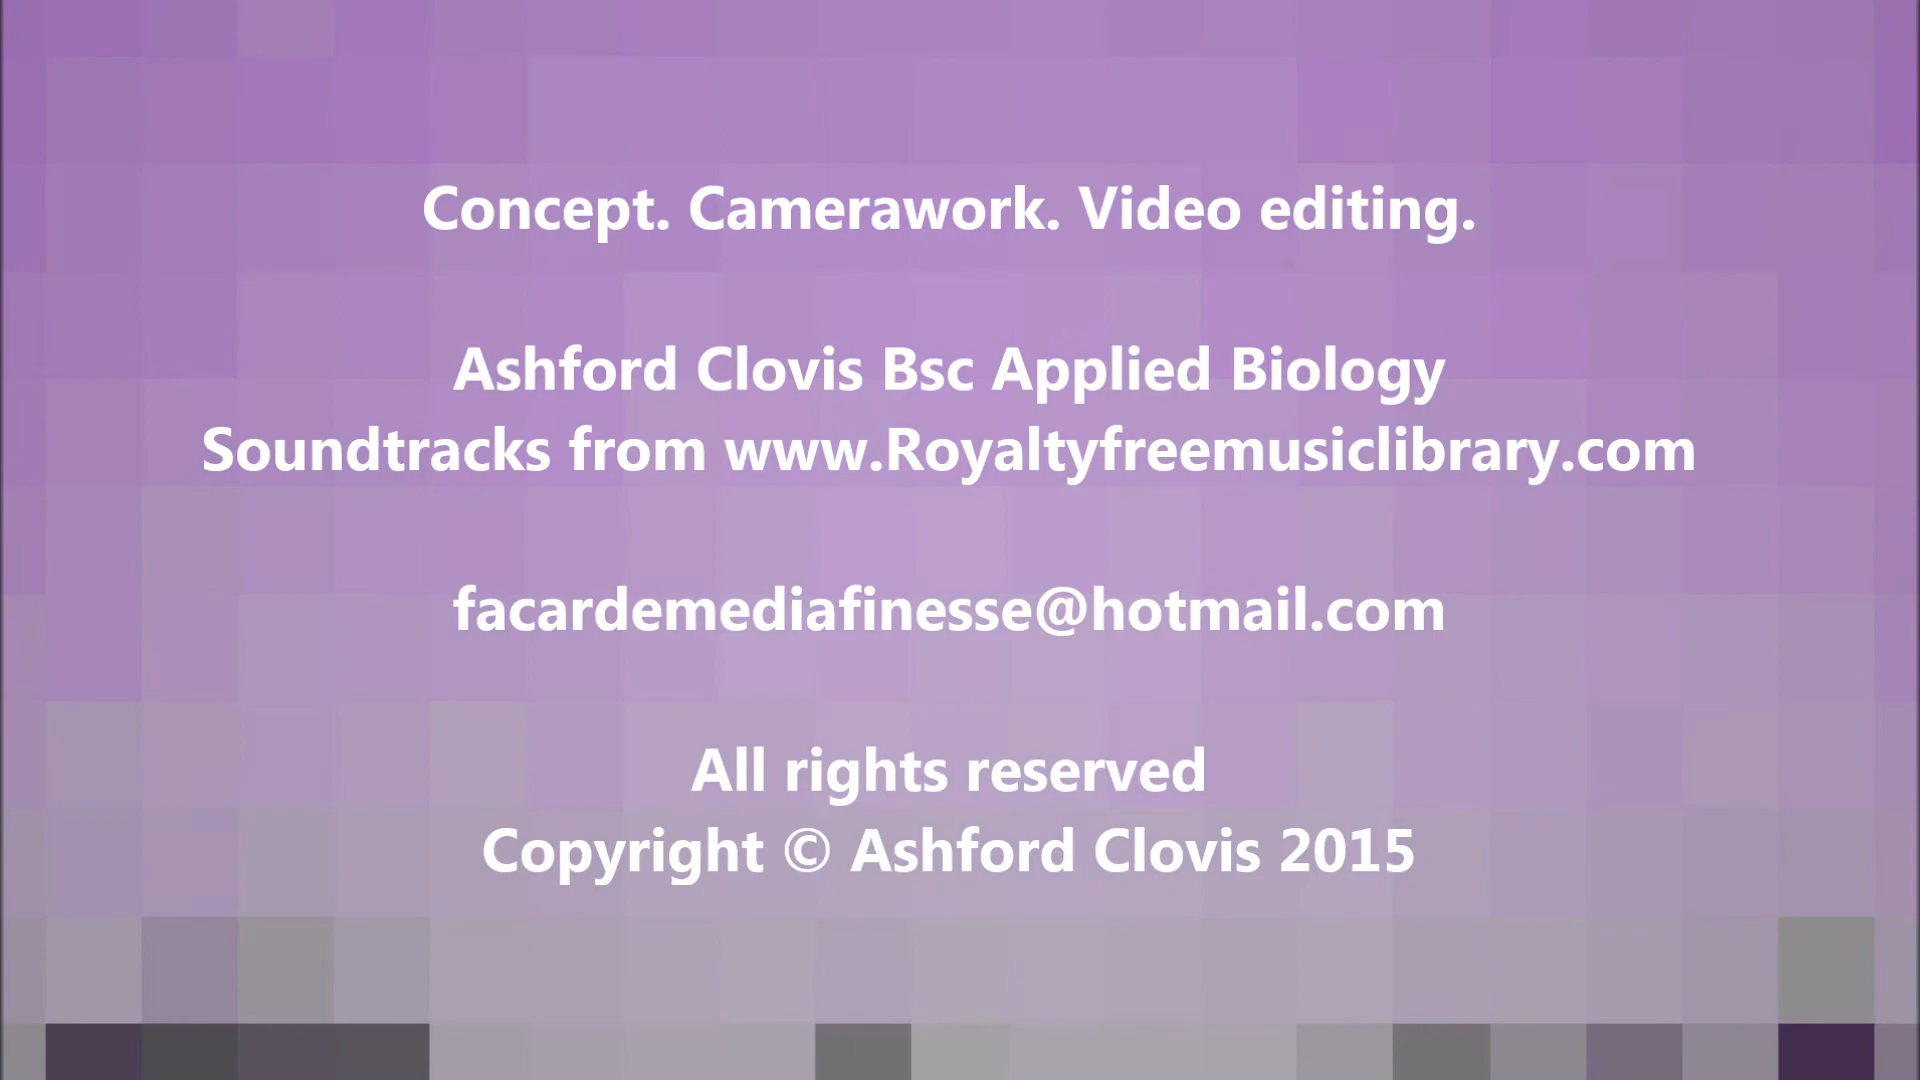 Concept. Camerawork. Video editing.
Ashford Clovis Bsc Applied Biology
Soundtracks from www.Royaltyfreemusiclibrary.com
facardemediafinesse@hotmail.com
All rights reserved
Copyright © Ashford Clovis 2015